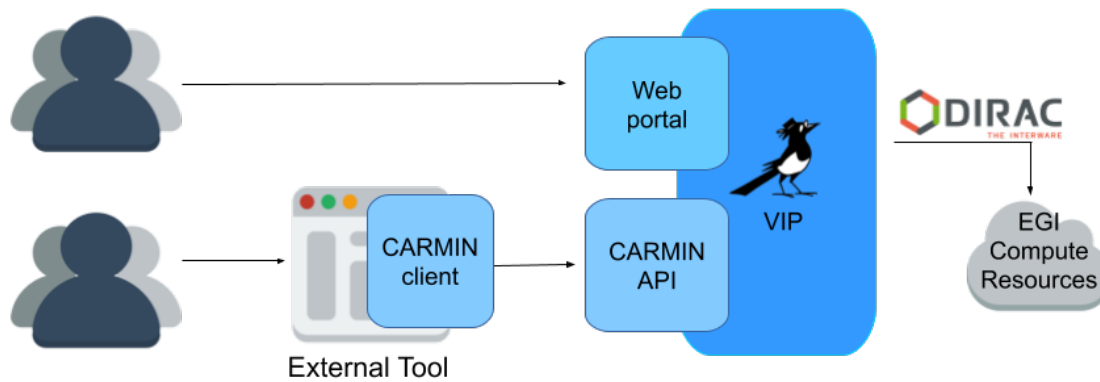 Web
portal
DIRAC
THE INTERWARE
VIP
CARMIN
client
CARMIN
API
EGI
Compute
Resources
External Tool